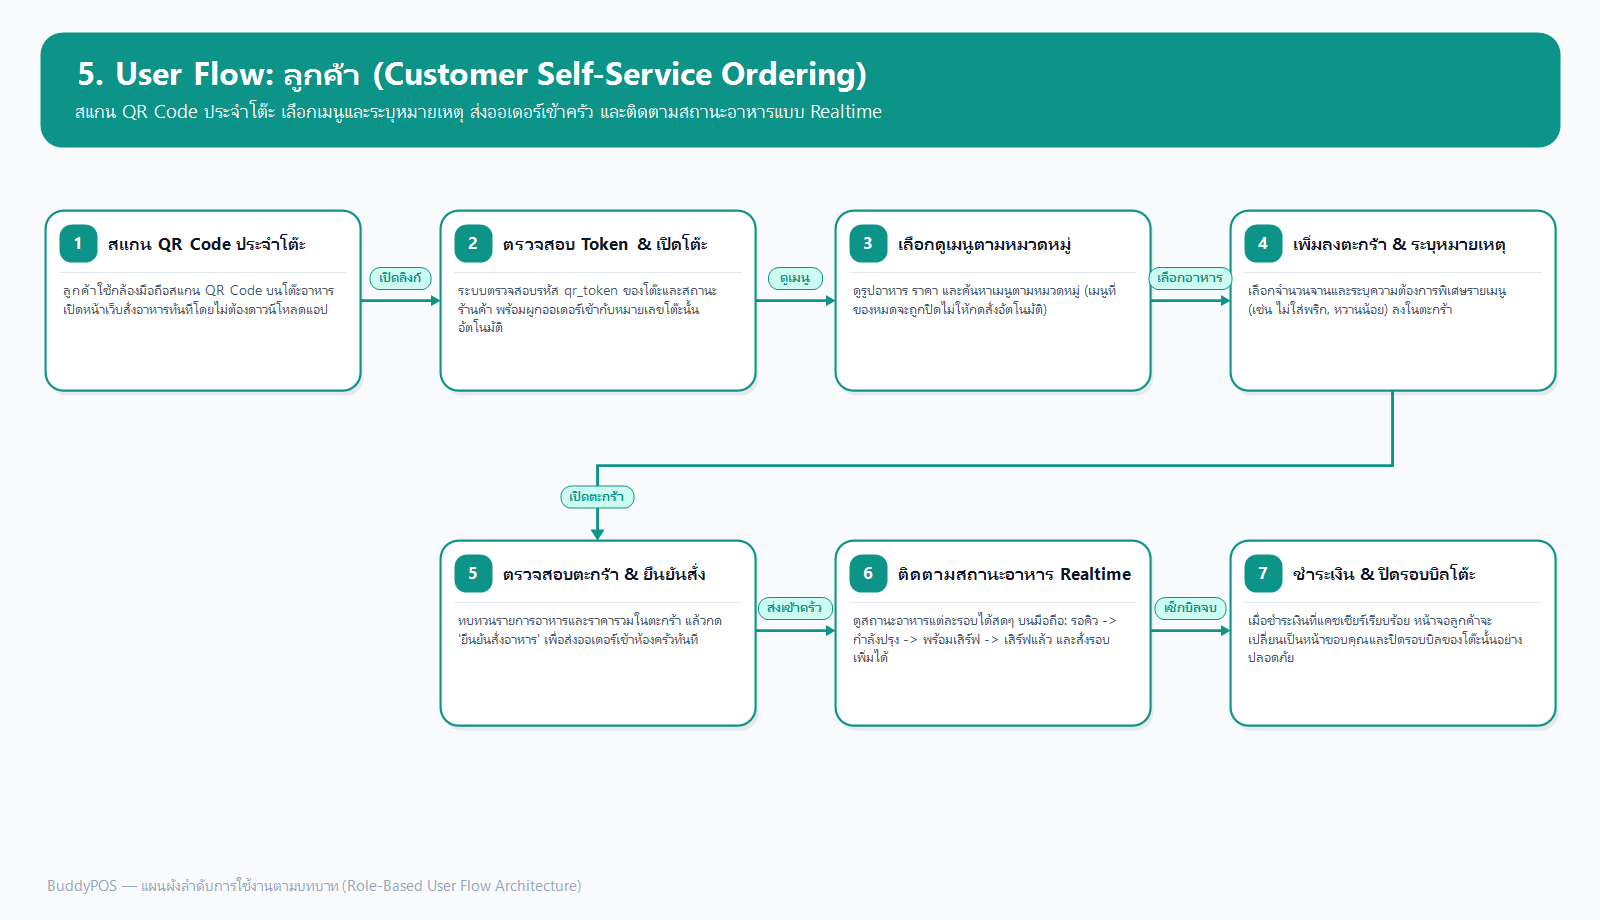 5. User Flow: ลูกค้า (Customer Self-Service Ordering)
สแกน QR Code ประจำโต๊ะ เลือกเมนูและระบุหมายเหตุ ส่งออเดอร์เข้าครัว และติดตามสถานะอาหารแบบ Realtime
1 สแกน QR Code ประจำโต๊ะ
ลูกค้าใช้กล้องมือถือสแกน QR Code บนโต๊ะอาหาร
เปิดหน้าเว็บสั่งอาหารทันทีโดยไม่ต้องดาวน์โหลดแอป
เปิดลิงก์
2 ตรวจสอบ Token & เปิดโต๊ะ
ระบบตรวจสอบรหัส qr_token ของโต๊ะและสถานะ
ร้านค้า พร้อมผูกออเดอร์เข้ากับหมายเลขโต๊ะนั้น
อัตโนมัติ
ดูเมนู
3 เลือกดูเมนูตามหมวดหมู่
ดูรูปอาหาร ราคา และค้นหาเมนูตามหมวดหมู่ (เมนูที่
ของหมดจะถูกปิดไม่ให้กดสั่งอัตโนมัติ)
เลือกอาหาร
4 เพิ่มลงตะกร้า & ระบุหมายเหตุ
เลือกจำนวนจานและระบุความต้องการพิเศษรายเมนู
(เช่น ไม่ใส่พริก, หวานน้อย) ลงในตะกร้า
เปิดตะกร้า
5 ตรวจสอบตะกร้า & ยืนยันสั่ง
ทบทวนรายการอาหารและราคารวมในตะกร้า แล้วกด
'ยืนยันสั่งอาหาร' เพื่อส่งออเดอร์เข้าห้องครัวทันที
ส่งเข้าครัว
6 ติดตามสถานะอาหาร Realtime
ดูสถานะอาหารแต่ละรอบได้สดๆ บนมือถือ: รอคิว ->
กำลังปรุง -> พร้อมเสิร์ฟ -> เสิร์ฟแล้ว และสั่งรอบ
เพิ่มได้
เช็กบิลจบ
7 ชำระเงิน & ปิดรอบบิลโต๊ะ
เมื่อชำระเงินที่แคชเชียร์เรียบร้อย หน้าจอลูกค้าจะ
เปลี่ยนเป็นหน้าขอบคุณและปิดรอบบิลของโต๊ะนั้นอย่าง
ปลอดภัย
BuddyPOS — แผนผังลำดับการใช้งานตามบทบาท (Role-Based User Flow Architecture)